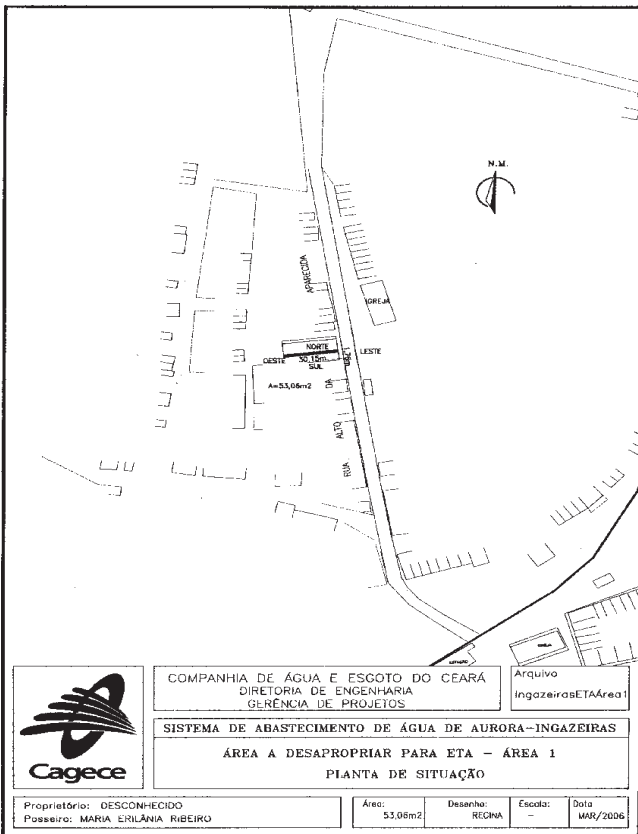 N.M.
APARECIDA
IGREJA
NORTE
LESTE
OESTE
30,15m
SUL
A=53,06m2
DA
ALTO
RUA
COMPANHIA DE ÁGUA E ESGOTO DO CEARÁ
DIRETORIA DE ENGENHARIA
GERÊNCIA DE PROJETOS
Arquivo
IngazeirasETAÁrea1
SISTEMA DE ABASTECIMENTO DE ÁGUA DE AURORA-INGAZEIRAS
ÁREA A DESAPROPRIAR PARA ETA - ÁREA 1
PLANTA DE SITUAÇÃO
Cagece
Proprietário: DESCONHECIDO
Posseiro: MARIA ERILÂNIA RIBEIRO
Área:
53,06m2
Desenho:
REGINA
Escala:
-
Data
MAR/2006